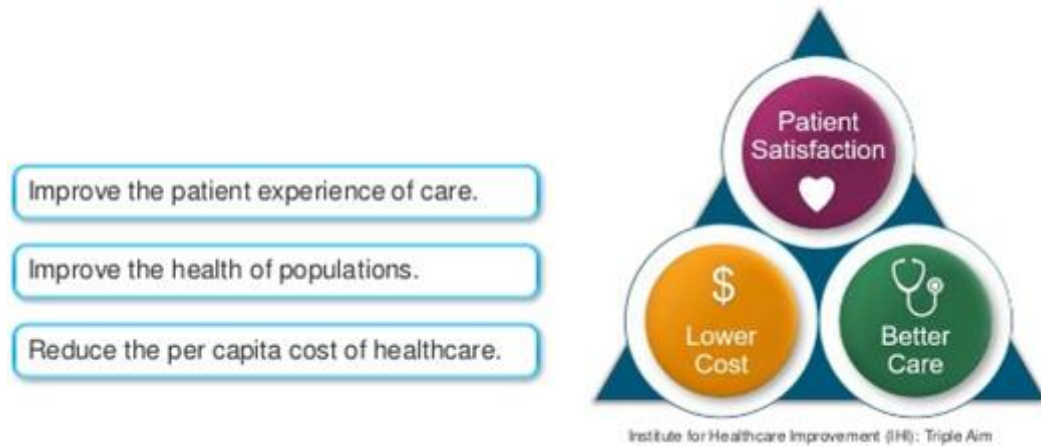 Improve the patient experience of care.
Improve the health of populations.
Reduce the per capita cost of healthcare.
Patient
Satisfaction
$
Lower
Cost
Better
Care
Institute for Healthcare Improvement (IHI): Triple Aim